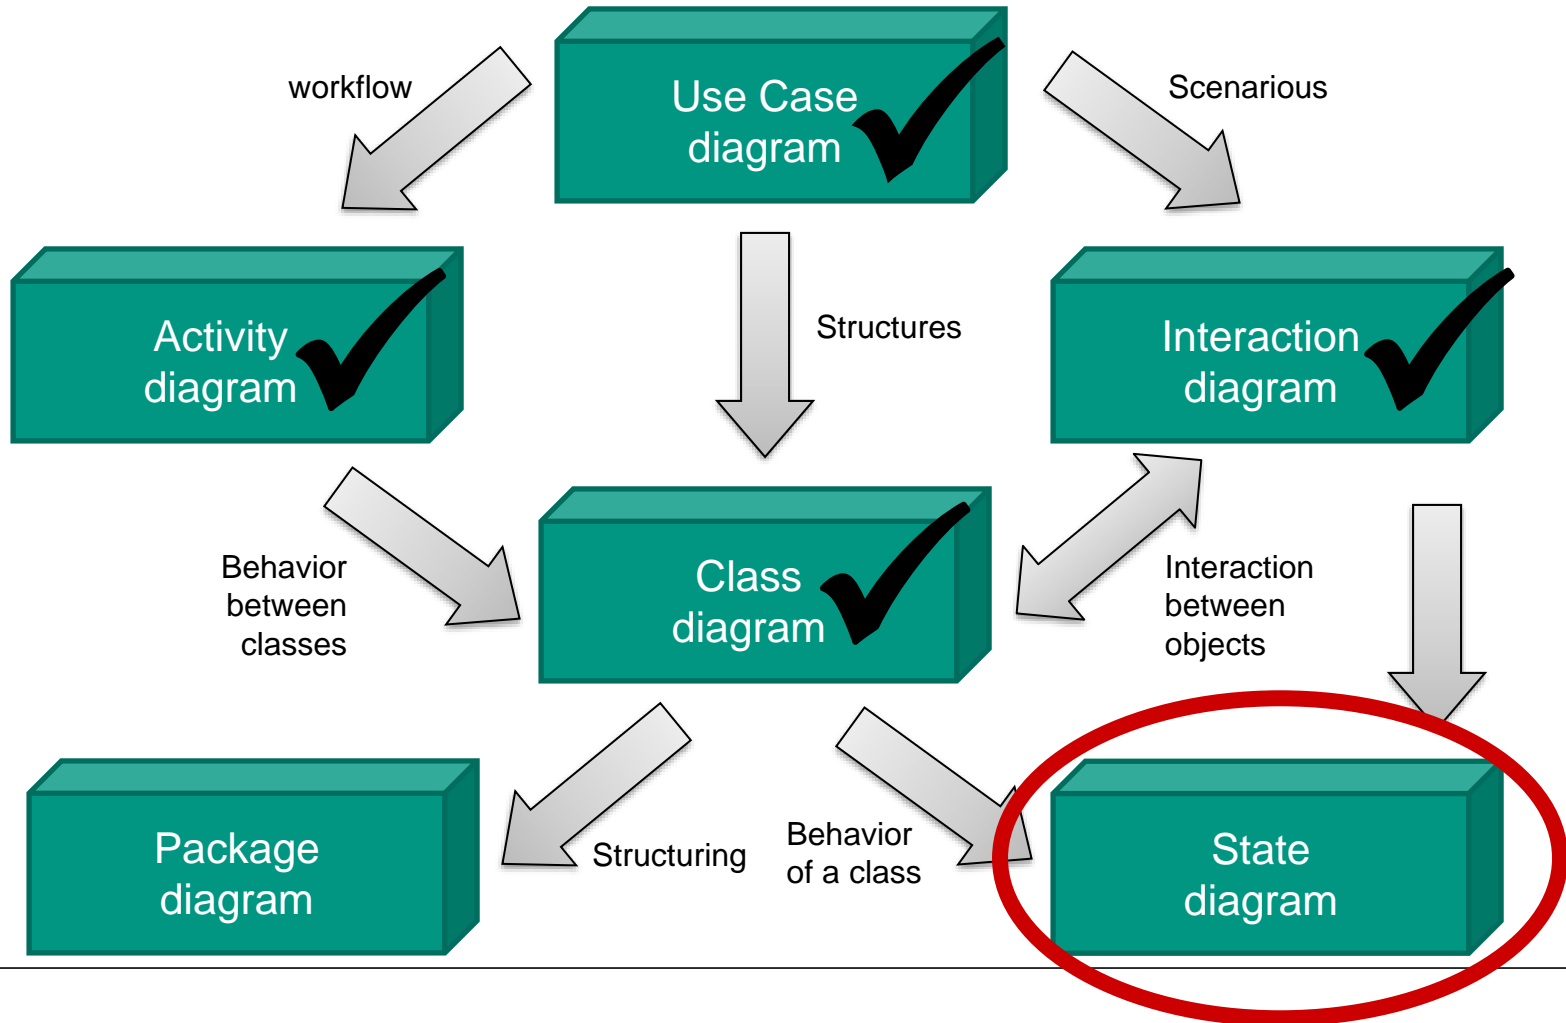 workflow
Use Case
diagram
Scenarious
Activity
diagram
Structures
Interaction
diagram
Behavior
between
classes
Class
diagram
Interaction
between
objects
Package
diagram
Structuring
Behavior
of a class
State
diagram